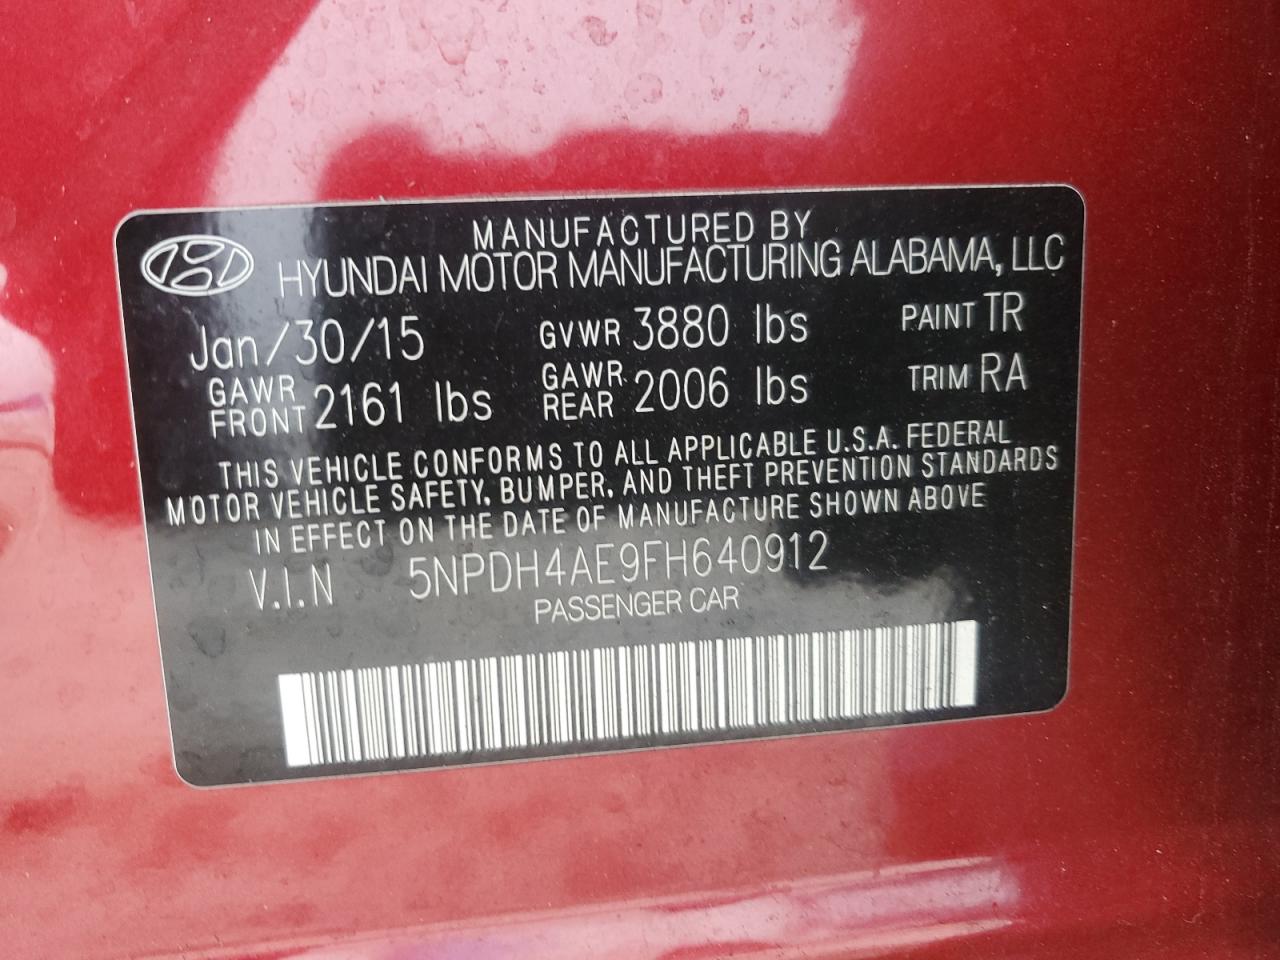 MANUFACTURED BY
HYUNDAI MOTOR MANUFACTURING ALABAMA, LLC
Jan/30/15 GVWR 3880 lbs PAINT TR
GAWR FRONT 2161 lbs GAWR REAR 2006 lbs TRIM RA
THIS VEHICLE CONFORMS TO ALL APPLICABLE U.S.A. FEDERAL
MOTOR VEHICLE SAFETY, BUMPER, AND THEFT PREVENTION STANDARDS
IN EFFECT ON THE DATE OF MANUFACTURE SHOWN ABOVE
V.I.N 5NPDH4AE9FH640912
PASSENGER CAR